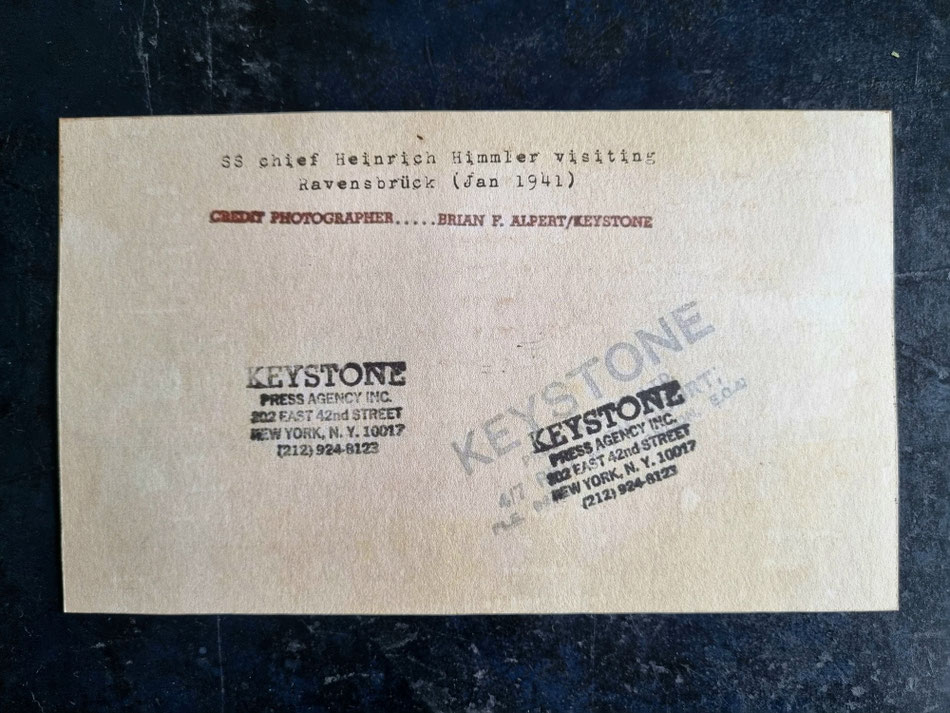 SS chief Heinrich Himmler visiting
Ravensbrück (Jan 1941)
CREDIT PHOTOGRAPHER.....BRIAN F. ALPERT/KEYSTONE
KEYSTONE
PRESS AGENCY INC.
202 EAST 42nd STREET
NEW YORK, N. Y. 10017
(212) 924-8123
KEYSTONE
KEYSTONE
PRESS AGENCY INC.
202 EAST 42nd STREET
NEW YORK, N. Y. 10017
(212) 924-8123